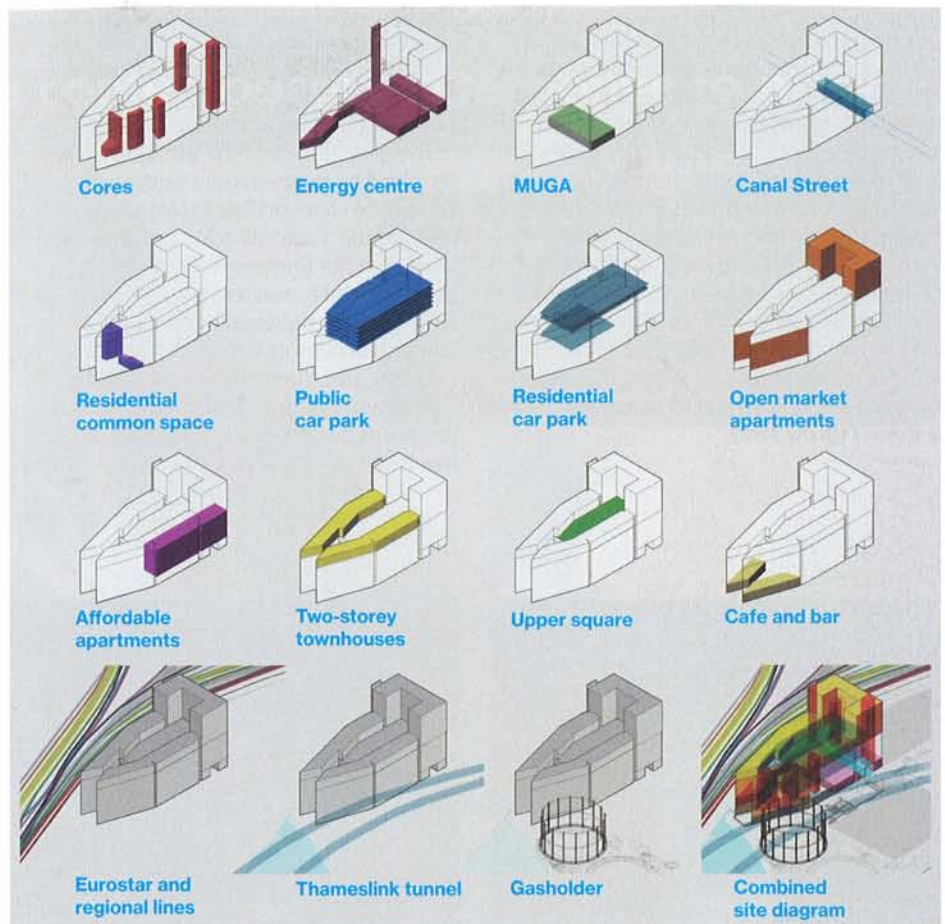 Cores
Energy centre
MUGA
Canal Street
Residential
common space
Public
car park
Residential
car park
Open market
apartments
Affordable
apartments
Two-storey
townhouses
Upper square
Cafe and bar
Eurostar and
regional lines
Thameslink tunnel
Gasholder
Combined
site diagram